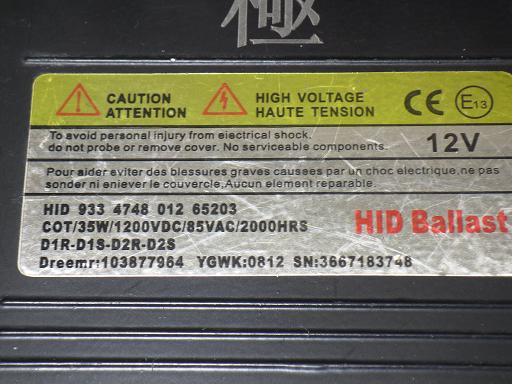 極
CAUTION
ATTENTION
HIGH VOLTAGE
HAUTE TENSION
CE E13
To avoid personal injury from electrical shock,
do not probe or remove cover. No serviceable components.
12V
Pour aider eviter des blessures graves causees par un choc electrique,ne pas
sonder ni eniever le couvercle,Aucun element reparable.
HID 933 4748 012 65203
COT/35W/1200VDC/85VAC/2000HRS
D1R-D1S-D2R-D2S
Dreemr:103877964 YGWK:0812 SN:3667183748
HID Ballast